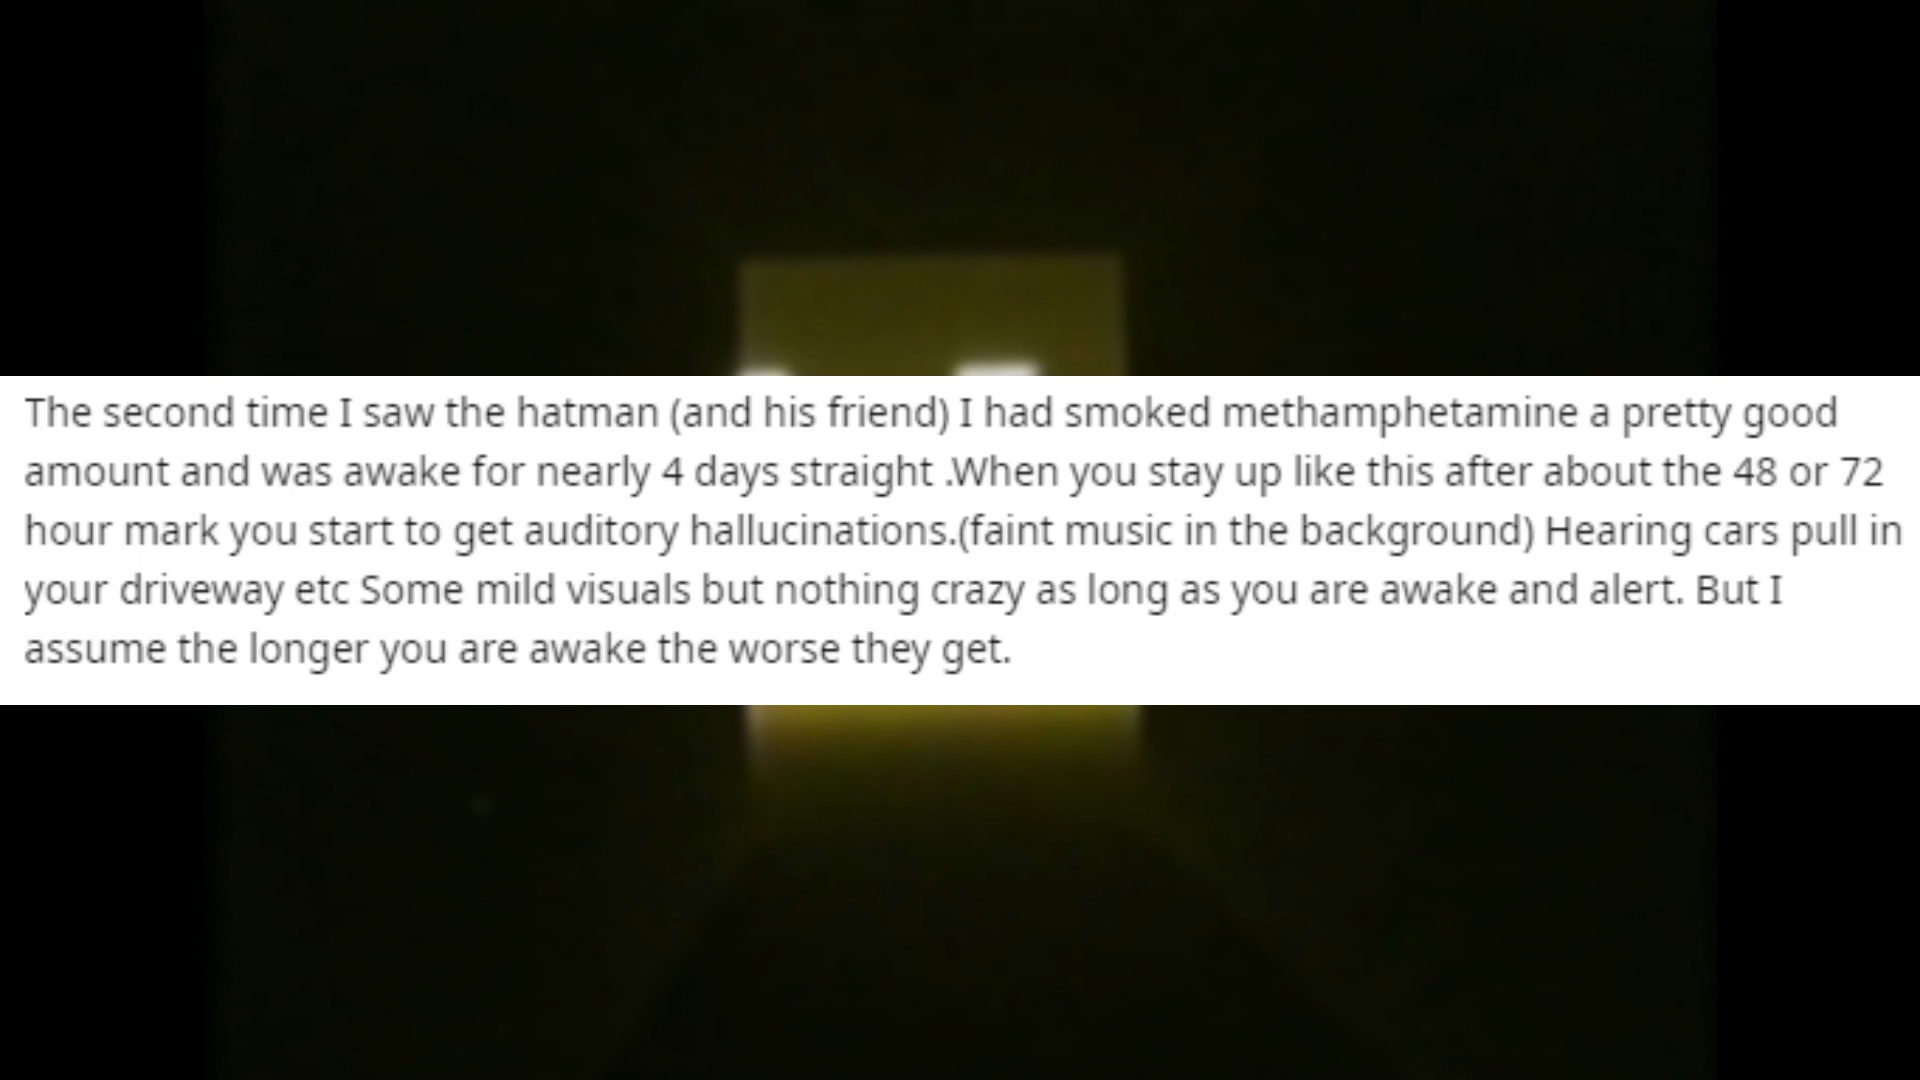 The second time I saw the hatman (and his friend) I had smoked methamphetamine a pretty good
amount and was awake for nearly 4 days straight .When you stay up like this after about the 48 or 72
hour mark you start to get auditory hallucinations.(faint music in the background) Hearing cars pull in
your driveway etc Some mild visuals but nothing crazy as long as you are awake and alert. But I
assume the longer you are awake the worse they get.